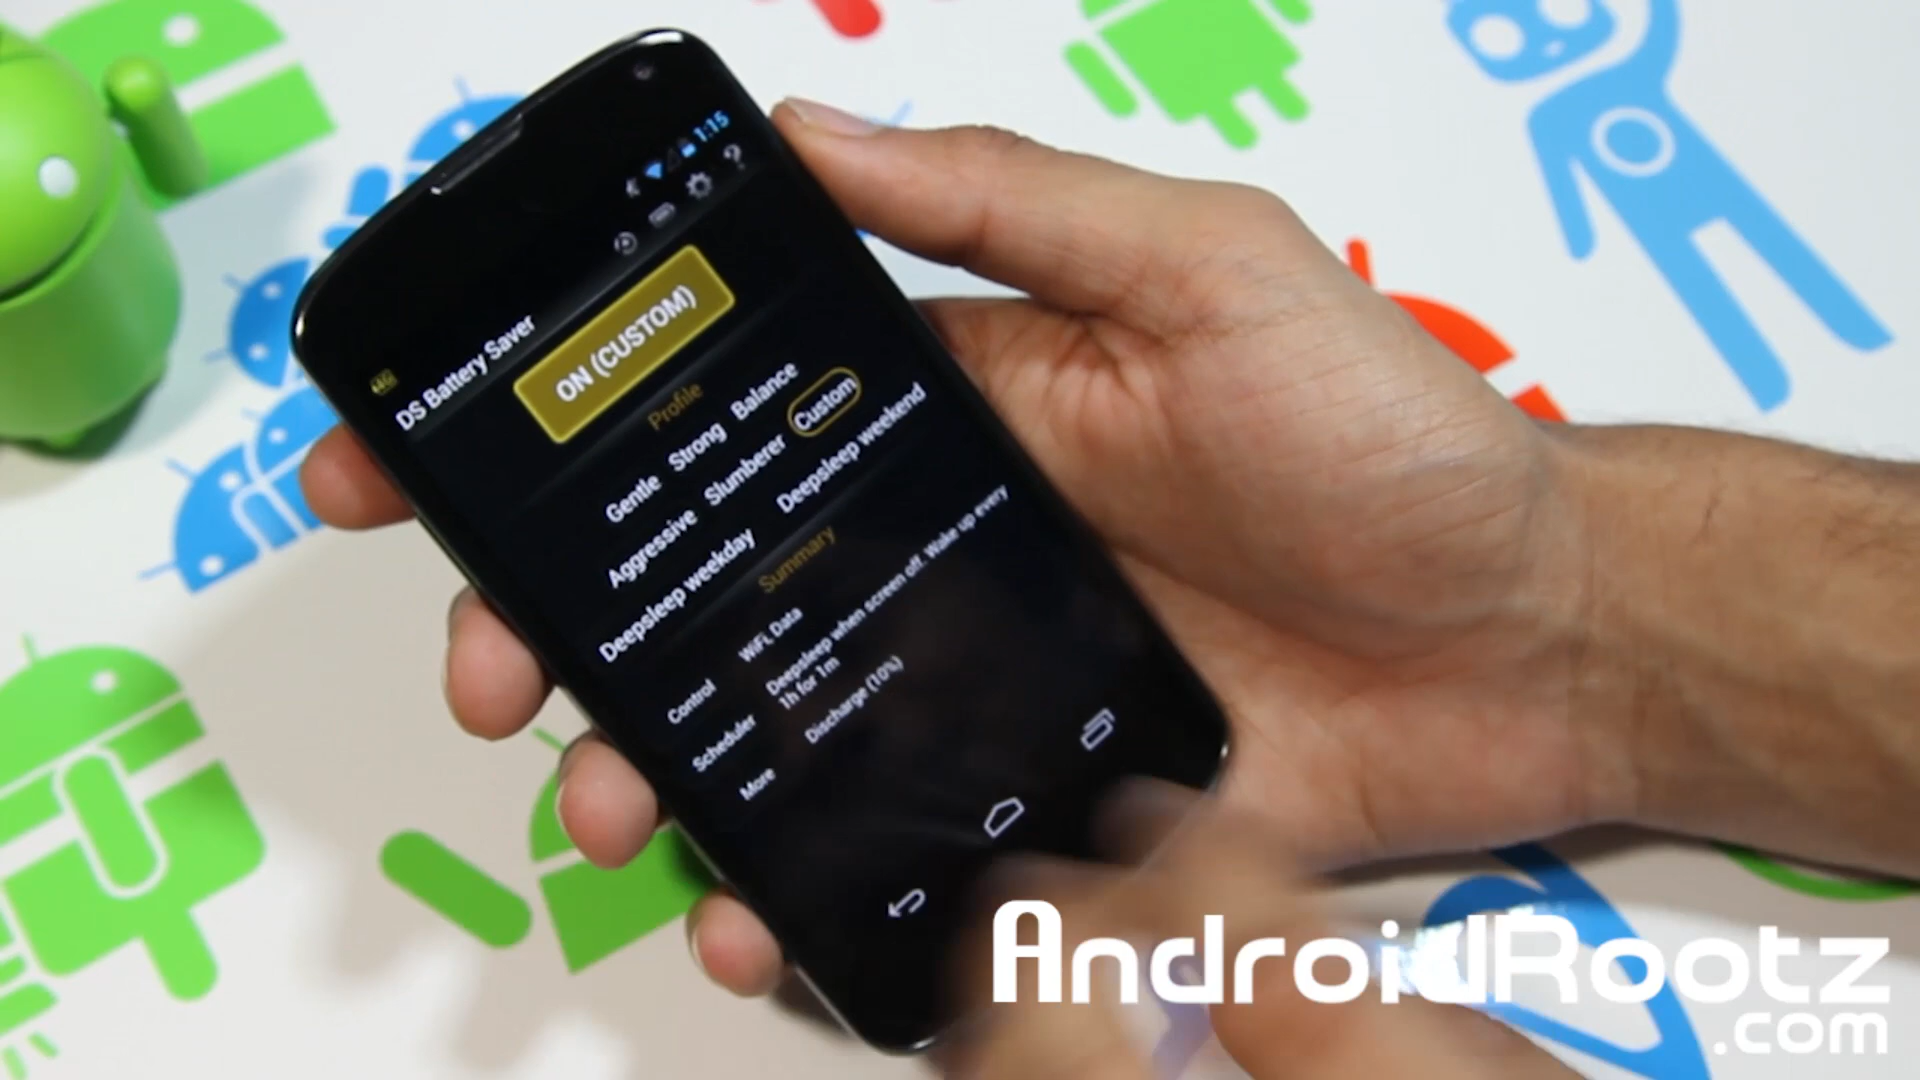 1:15
DS Battery Saver
ON (CUSTOM)
Profile
Gentle Strong Balance
Aggressive Slumberer Custom
Deepsleep weekday Deepsleep weekend
Summary
Control WiFi, Data
Scheduler Deepsleep when screen off. Wake up every
1h for 1m
More Discharge (10%)
AndroidRootz
.com